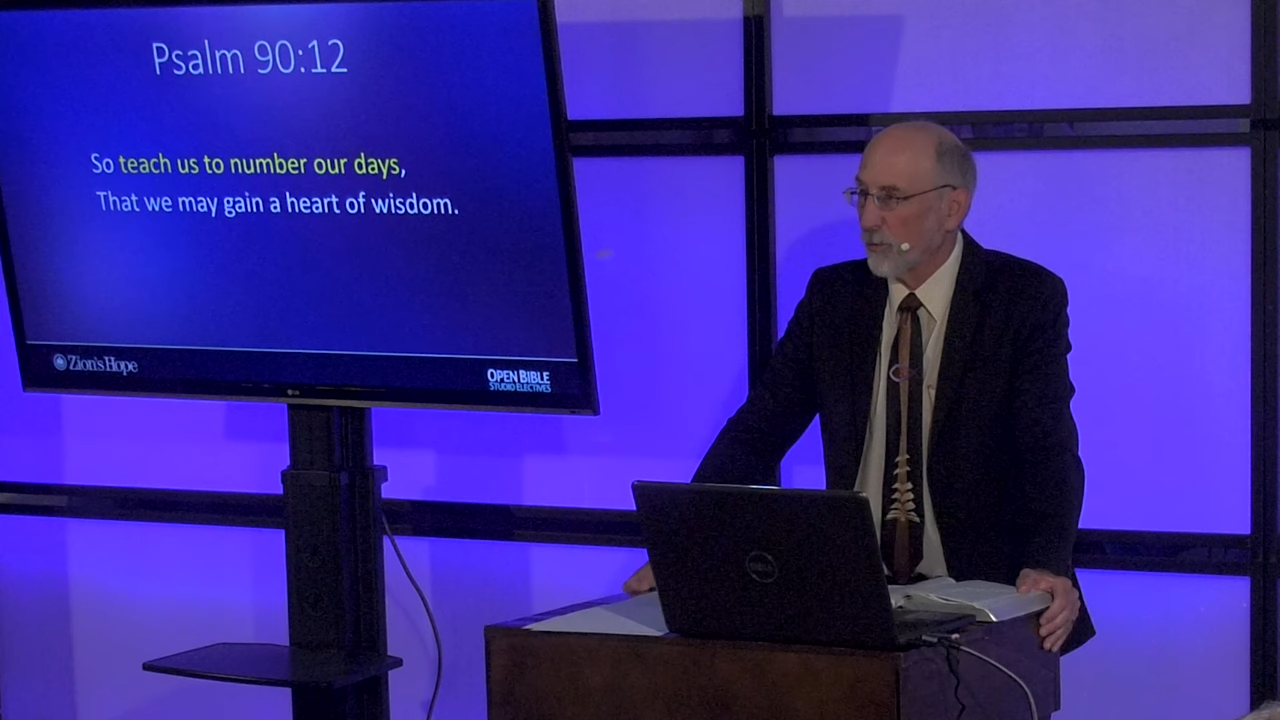 Psalm 90:12
So teach us to number our days,
That we may gain a heart of wisdom.
Zion's Hope
OPEN BIBLE
STUDIO ELECTIVES
DELL